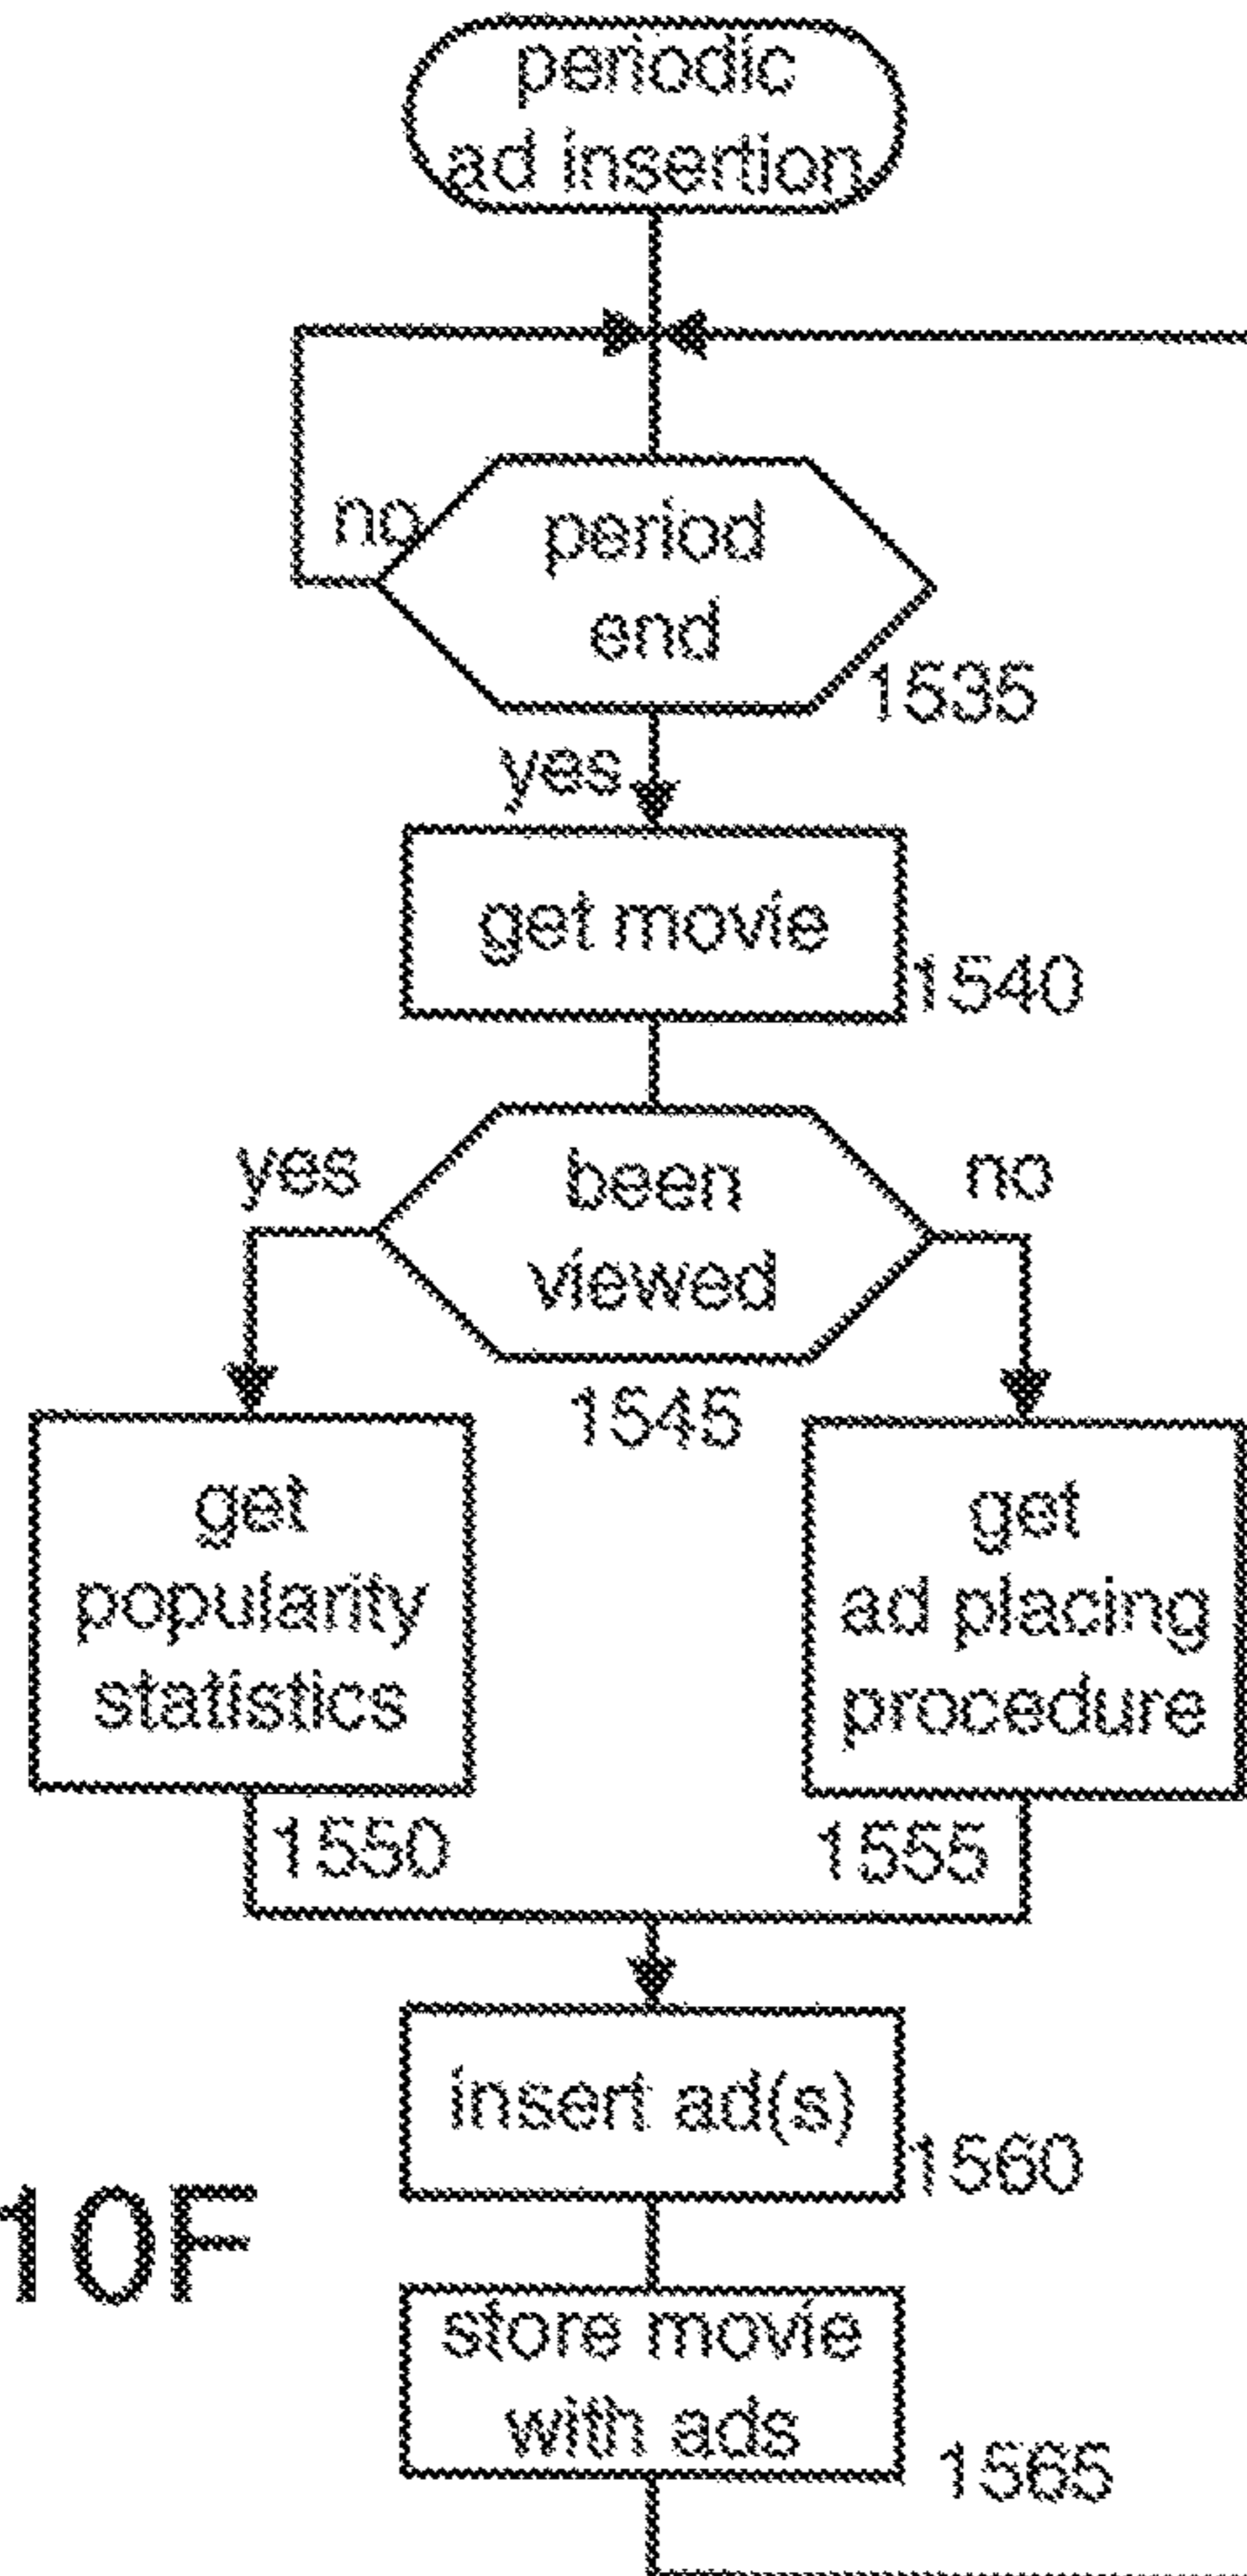 periodic
ad insertion
no
period
end
1535
yes
get movie
1540
yes
been
viewed
no
1545
get
popularity
statistics
get
ad placing
procedure
1550
1555
insert ad(s)
1560
10F
store movie
with ads
1565